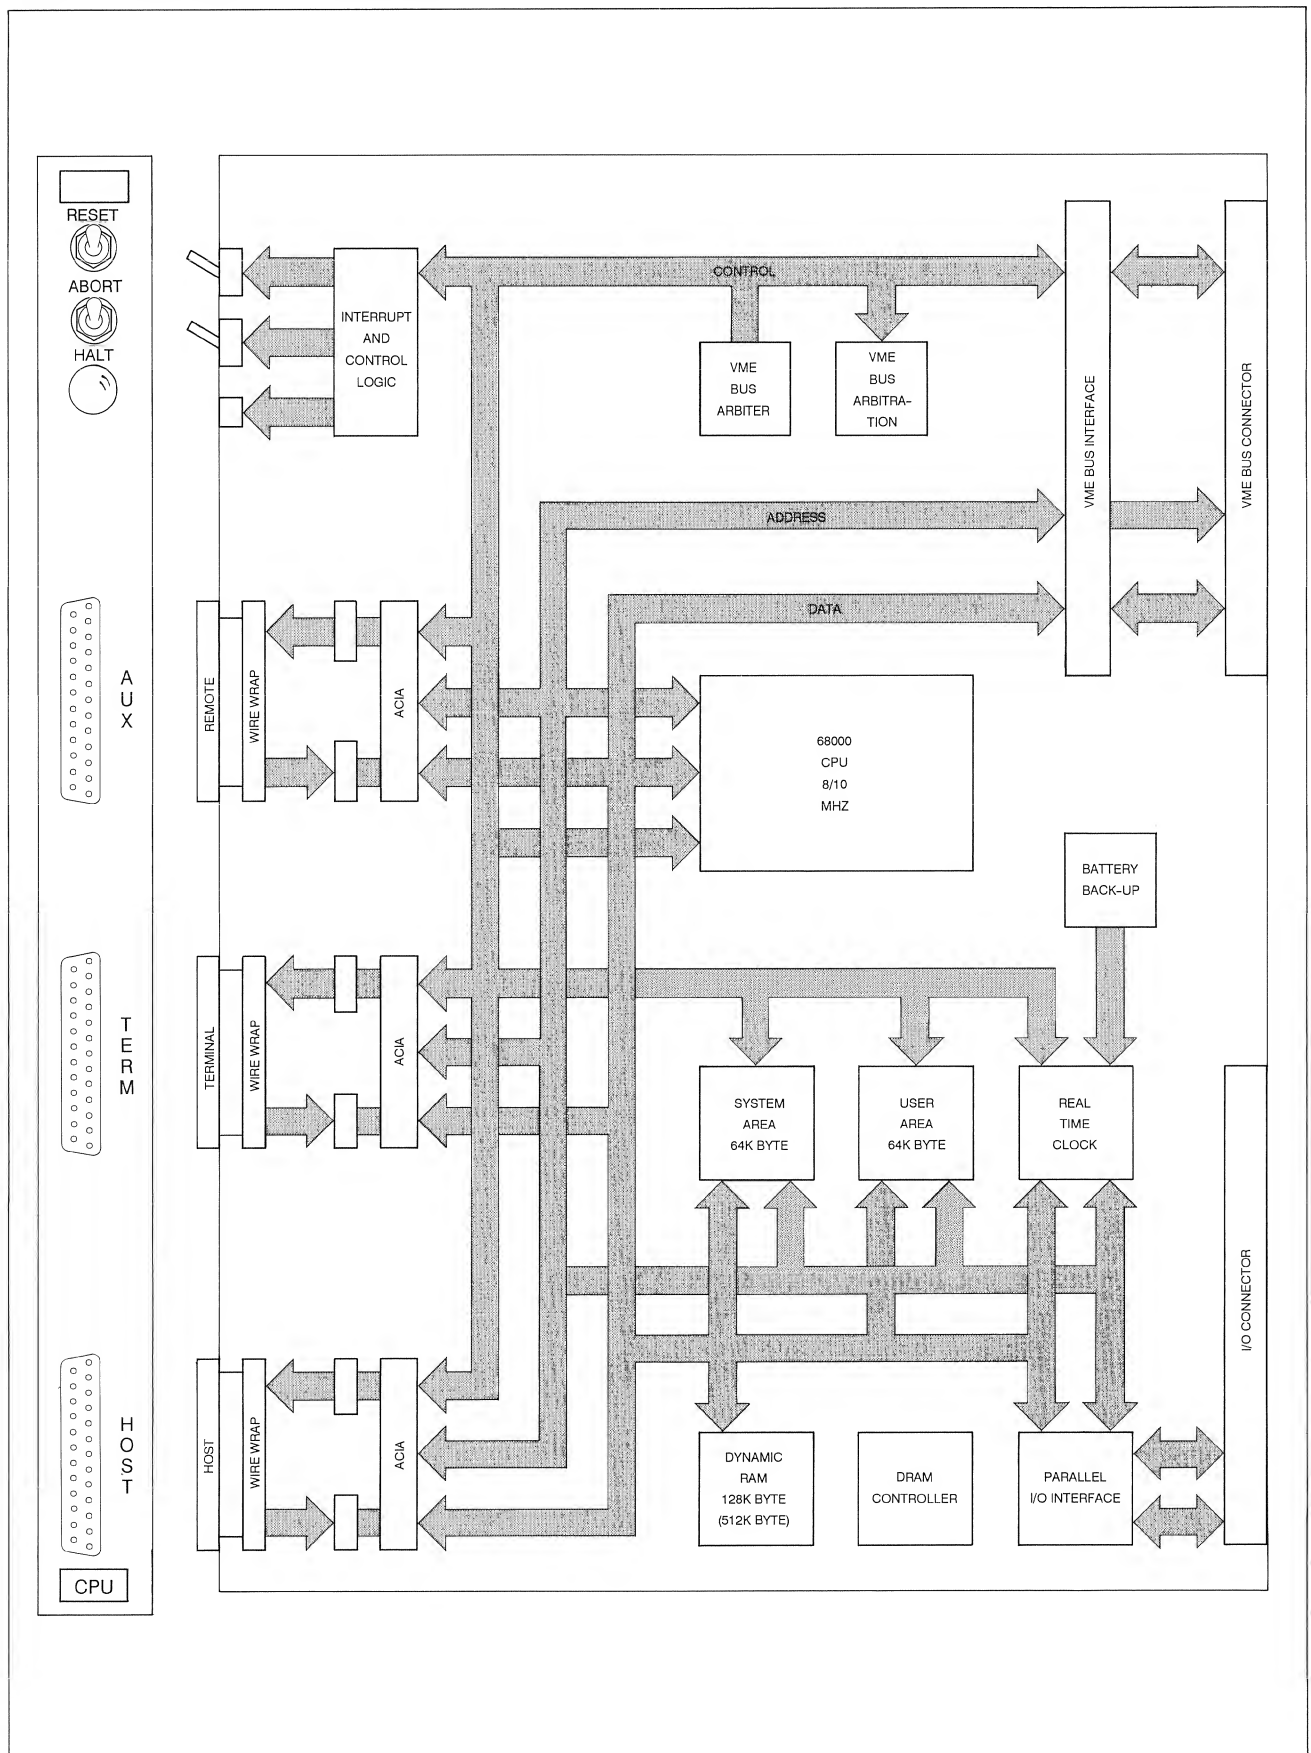 RESET
ABORT
HALT
AUX
TERM
HOST
CPU
INTERRUPT
AND
CONTROL
LOGIC
CONTROL
VME
BUS
ARBITER
VME
BUS
ARBITRA-
TION
VME BUS INTERFACE
VME BUS CONNECTOR
ADDRESS
DATA
REMOTE
WIRE WRAP
ACIA
68000
CPU
8/10
MHZ
BATTERY
BACK-UP
TERMINAL
WIRE WRAP
ACIA
SYSTEM
AREA
64K BYTE
USER
AREA
64K BYTE
REAL
TIME
CLOCK
I/O CONNECTOR
HOST
WIRE WRAP
ACIA
DYNAMIC
RAM
128K BYTE
(512K BYTE)
DRAM
CONTROLLER
PARALLEL
I/O INTERFACE